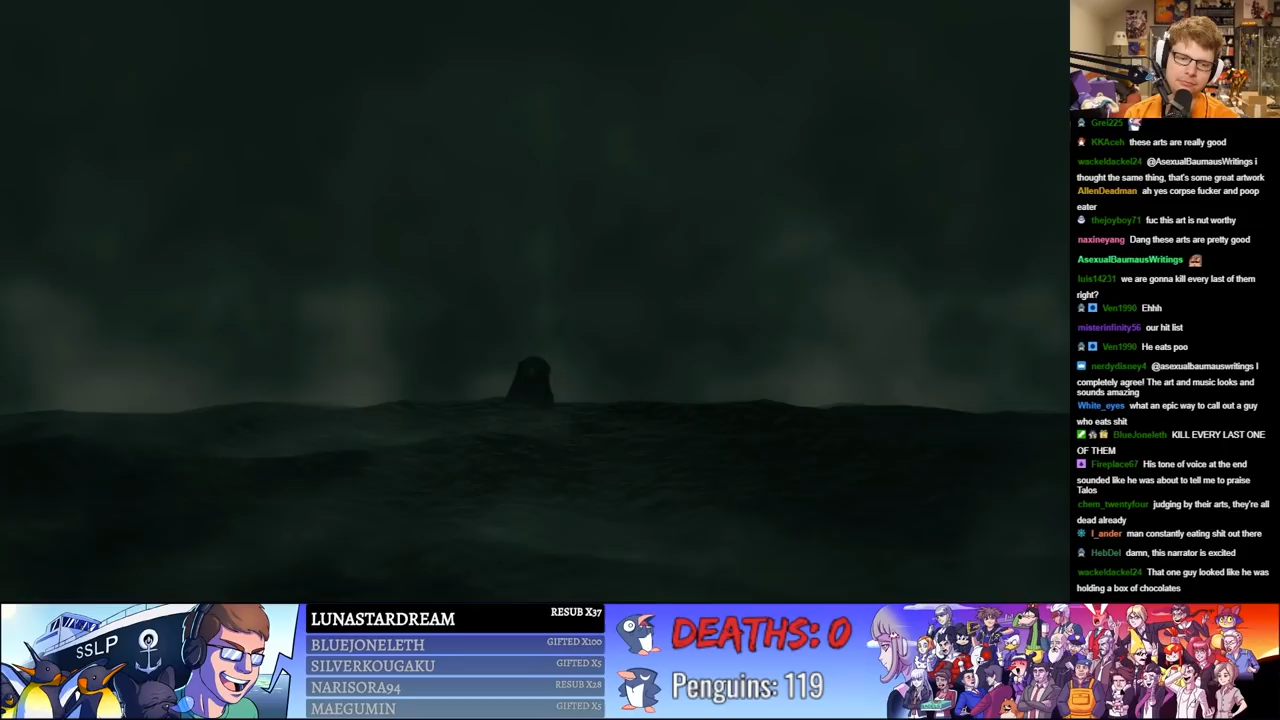 Grei225
KKAceh these arts are really good
wackeldackel24 @AsexualBaumausWritings i
thought the same thing, that's some great artwork
AllenDeadman ah yes corpse fucker and poop
eater
thejoyboy71 fuc this art is nut worthy
naxineyang Dang these arts are pretty good
AsexualBaumausWritings
luis14231 we are gonna kill every last of them
right?
Ven1990 Ehhh
misterinfinity56 our hit list
Ven1990 He eats poo
nerdydisney4 @asexualbaumauswritings I
completely agree! The art and music looks and
sounds amazing
White_eyes what an epic way to call out a guy
who eats shit
BlueJoneleth KILL EVERY LAST ONE
OF THEM
Fireplace67 His tone of voice at the end
sounded like he was about to tell me to praise
Talos
chem_twentyfour judging by their arts, they're all
dead already
I_ander man constantly eating shit out there
HebDel damn, this narrator is excited
wackeldackel24 That one guy looked like he was
holding a box of chocolates
SSLP
LUNASTARDREAM RESUB X37
BLUEJONELETH GIFTED X100
SILVERKOUGAKU GIFTED X5
NARISORA94 RESUB X28
MAEGUMIN GIFTED X5
DEATHS: 0
Penguins: 119